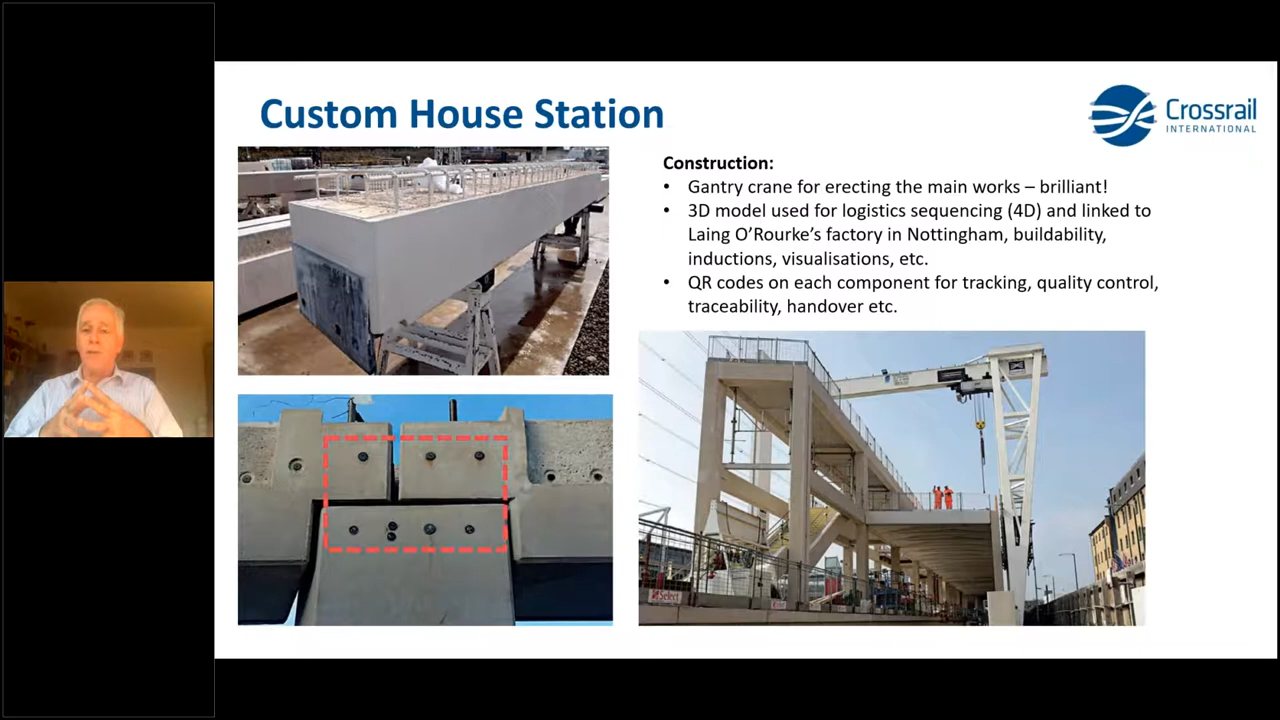 Custom House Station
Crossrail
INTERNATIONAL
Construction:
• Gantry crane for erecting the main works – brilliant!
• 3D model used for logistics sequencing (4D) and linked to
Laing O’Rourke’s factory in Nottingham, buildability,
inductions, visualisations, etc.
• QR codes on each component for tracking, quality control,
traceability, handover etc.
Select